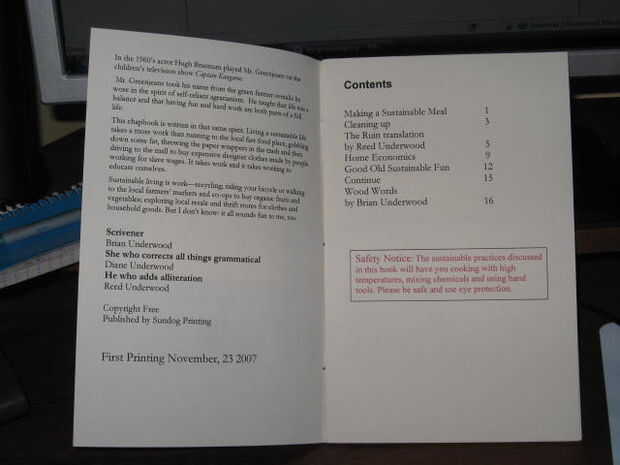 In the 1960's actor Hugh Brannum played Mr. Greenjeans on the
children's television show Captain Kangaroo.
Mr. Greenjeans took his name from the green farmer overalls he
wore in the spirit of self-reliant agrarianism. He taught that life was a
balance and that having fun and hard work are both parts of a full
life.
This chapbook is written in that same spirit. Living a sustainable life
takes a more work than running to the local fast food place, gobbling
down some fat, throwing the paper wrappers in the trash and then
driving to the mall to buy expensive designer clothes made by people
working for slave wages. It takes work and it takes working to
educate ourselves.
Sustainable living is work—recycling, riding your bicycle or walking
to the local farmers' markets and co-ops to buy organic fruits and
vegetables; exploring local resale and thrift stores for clothes and
household goods. But I don't know: it all sounds fun to me, too.
Scrivener
Brian Underwood
She who corrects all things grammatical
Diane Underwood
He who adds alliteration
Reed Underwood
Copyright Free
Published by Sundog Printing
First Printing November, 23 2007
Contents
Making a Sustainable Meal 1
Cleaning up 3
The Ruin translation
by Reed Underwood 5
Home Economics 9
Good Old Sustainable Fun 12
Continue 15
Wood Words
by Brian Underwood 16
Safety Notice: The sustainable practices discussed
in this book will have you cooking with high
temperatures, mixing chemicals and using hand
tools. Please be safe and use eye protection.